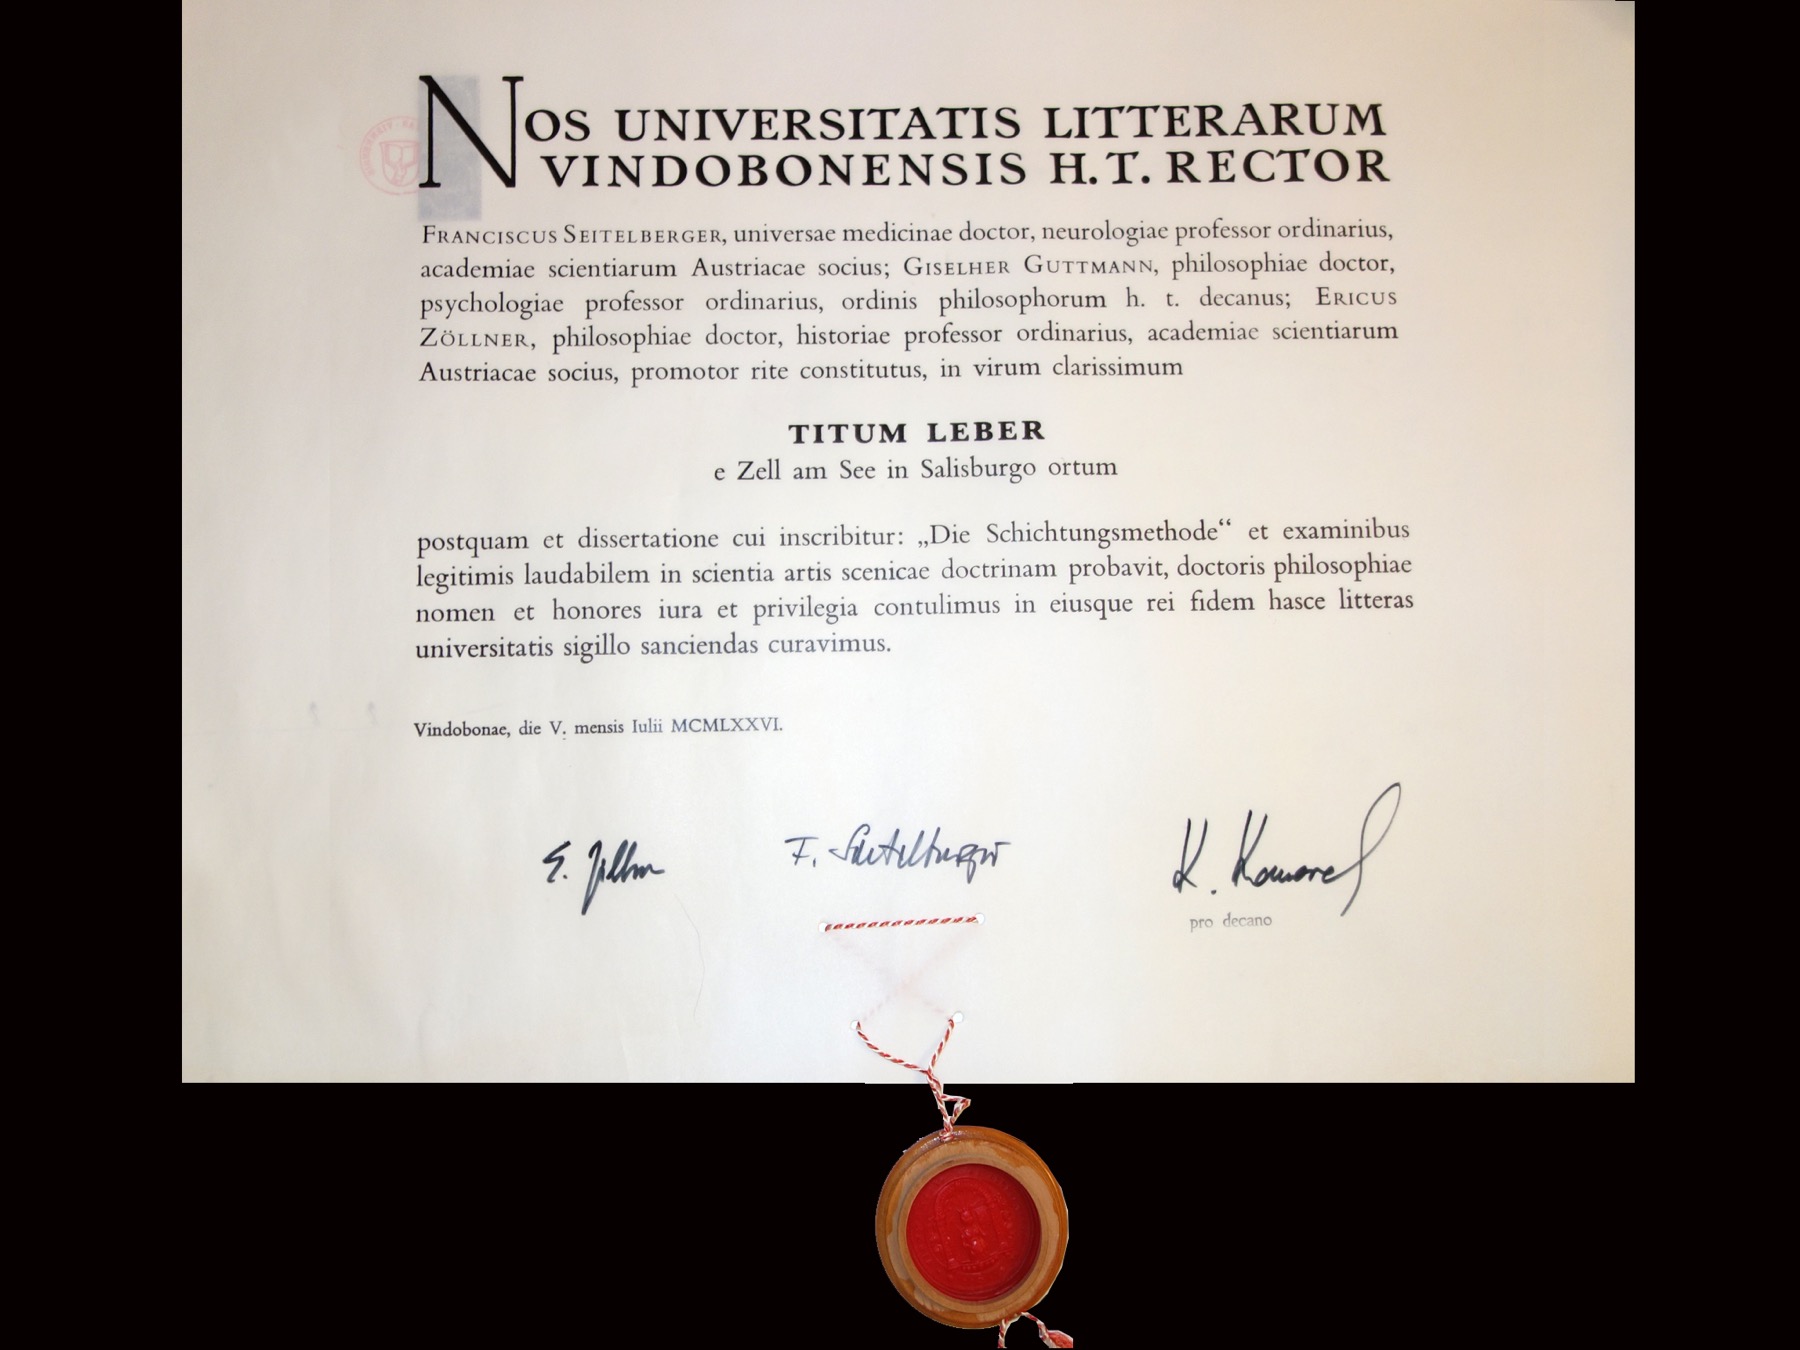 NOS UNIVERSITATIS LITTERARUM
VINDOBONENSIS H.T. RECTOR
FRANCISCUS SEITELBERGER, universae medicinae doctor, neurologiae professor ordinarius,
academiae scientiarum Austriacae socius; GISELHER GUTTMANN, philosophiae doctor,
psychologiae professor ordinarius, ordinis philosophorum h. t. decanus; ERICUS
ZÖLLNER, philosophiae doctor, historiae professor ordinarius, academiae scientiarum
Austriacae socius, promotor rite constitutus, in virum clarissimum
TITUM LEBER
e Zell am See in Salisburgo ortum
postquam et dissertatione cui inscribitur: „Die Schichtungsmethode“ et examinibus
legitimis laudabilem in scientia artis scenicae doctrinam probavit, doctoris philosophiae
nomen et honores iura et privilegia contulimus in eiusque rei fidem hasce litteras
universitatis sigillo sanciendas curavimus.
Vindobonae, die V. mensis Iulii MCMLXXVI.
F. Seitelberger
pro decano